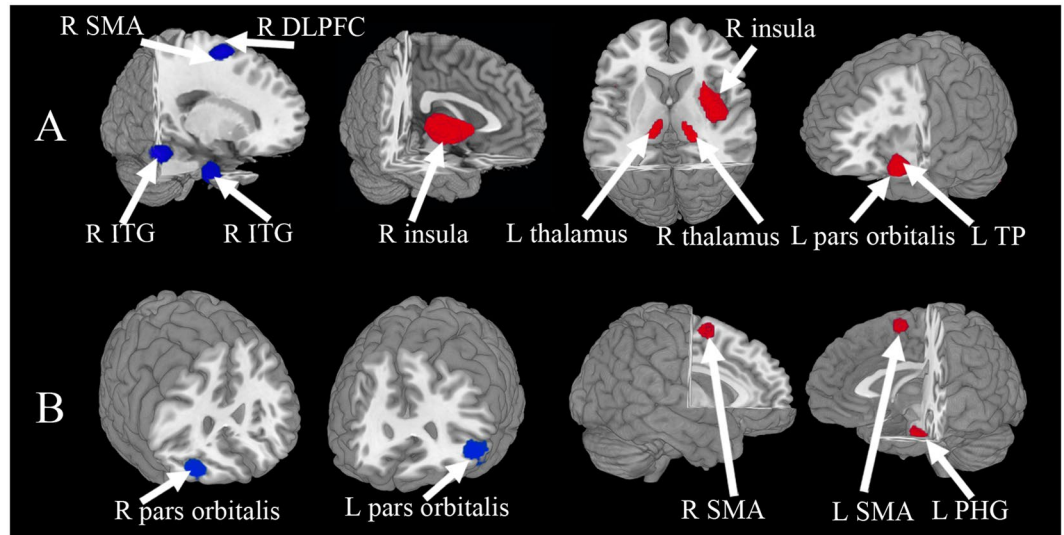 R SMA
R DLPFC
R insula
A
R ITG
R ITG
R insula
L thalamus
R thalamus
L pars orbitalis
L TP
B
R pars orbitalis
L pars orbitalis
R SMA
L SMA
L PHG